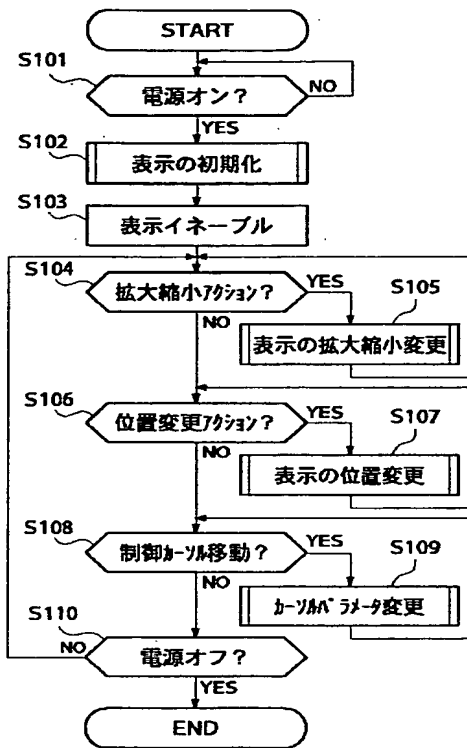 START
S101
電源オン？
NO
YES
S102
表示の初期化
S103
表示イネーブル
S104
拡大縮小ｱｸｼｮﾝ？
YES
S105
NO
表示の拡大縮小変更
S106
位置変更ｱｸｼｮﾝ？
YES
S107
NO
表示の位置変更
S108
制御ｶｰｿﾙ移動？
YES
S109
NO
ｶｰｿﾙﾊﾟﾗﾒｰﾀ変更
S110
NO
電源オフ？
YES
END